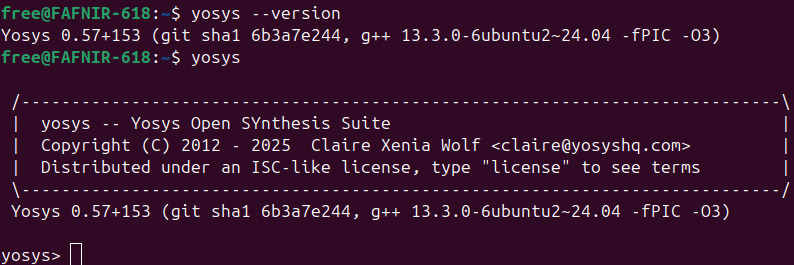 free@FAFNIR-618:~$ yosys --version
Yosys 0.57+153 (git sha1 6b3a7e244, g++ 13.3.0-6ubuntu2~24.04 -fPIC -O3)
free@FAFNIR-618:~$ yosys
/----------------------------------------------------------------------------\
| yosys -- Yosys Open SYnthesis Suite |
| Copyright (C) 2012 - 2025 Claire Xenia Wolf <claire@yosyshq.com> |
| Distributed under an ISC-like license, type "license" to see terms |
\----------------------------------------------------------------------------/
Yosys 0.57+153 (git sha1 6b3a7e244, g++ 13.3.0-6ubuntu2~24.04 -fPIC -O3)
yosys>